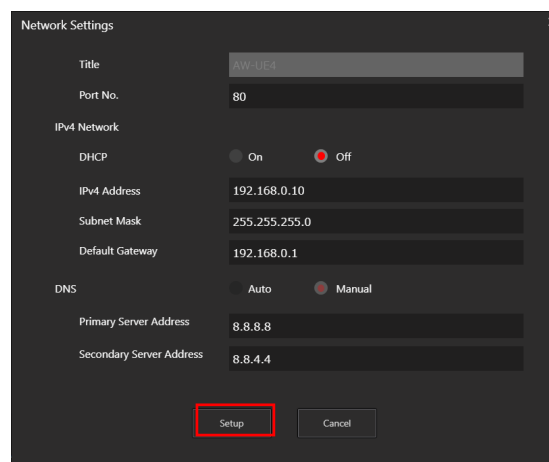 Network Settings
Title AW-UE4
Port No. 80
IPv4 Network
DHCP On Off
IPv4 Address 192.168.0.10
Subnet Mask 255.255.255.0
Default Gateway 192.168.0.1
DNS Auto Manual
Primary Server Address 8.8.8.8
Secondary Server Address 8.8.4.4
Setup Cancel